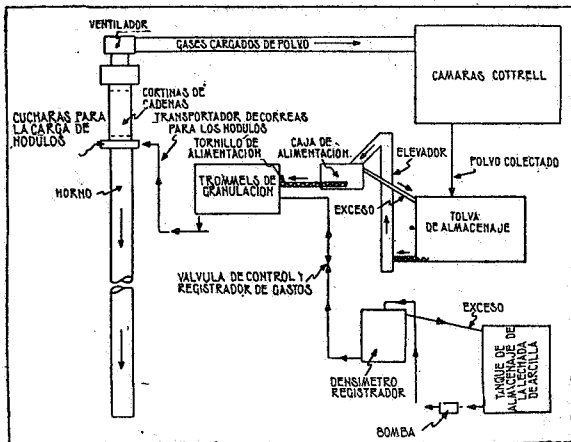 VENTILADOR
GASES CARGADOS DE POLVO
CAMARAS COTTRELL
CORTINAS DE
CADENAS
CUCHARAS PARA
LA CARGA DE
NODULOS
TRANSPORTADOR DE CORREAS
PARA LOS NODULOS
TORNILLO DE
ALIMENTACION
CAJA DE
ALIMENTACION
ELEVADOR
POLVO COLECTADO
TROMMELS DE
GRANULACION
HORNO
EXCESO
TOLVA
DE ALMACENAJE
VALVULA DE CONTROL Y
REGISTRADOR DE GASTOS
EXCESO
DENSIMETRO
REGISTRADOR
TANQUE DE
ALMACENAJE DE
LA LECHADA
DE ARCILLA
BOMBA